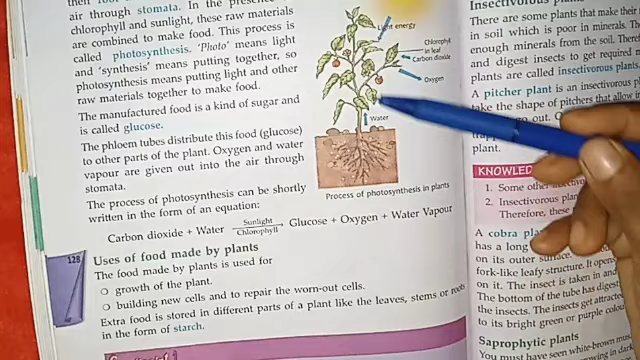 air through stomata. In the presence
chlorophyll and sunlight, these raw materials
are combined to make food. This process is
called photosynthesis. 'Photo' means light
and 'synthesis' means putting together, so
photosynthesis means putting light and other
raw materials together to make food.
The manufactured food is a kind of sugar and
is called glucose.
The phloem tubes distribute this food (glucose)
to other parts of the plant. Oxygen and water
vapour are given out into the air through
stomata.
The process of photosynthesis can be shortly
written in the form of an equation:
Carbon dioxide + Water Sunlight Chlorophyll Glucose + Oxygen + Water Vapour
Uses of food made by plants
The food made by plants is used for
growth of the plant.
building new cells and to repair the worn-out cells.
Extra food is stored in different parts of a plant like the leaves, stems or roots
in the form of starch.
128
Light energy
Chlorophyll
in leaf
Carbon dioxide
Oxygen
Water
Process of photosynthesis in plants
Insectivorous
There are some plants that make their
in soil which is poor in minerals. The
enough minerals from the soil. Theref
and digest insects to get required
plants are called insectivorous plants.
A pitcher plant is an insectivorous
take the shape of pitchers that allow
go out.
plant.
KNOWLED
1. Some other
2. Insectivorous
Therefore, these
A cobra
has a long
on its outer surface.
fork-like leafy structure. It opens
on it. The insect is taken in and
The bottom of the tube has digest
the insects. The insects get attracted
to its bright green or purple colou
Saprophytic plants
You must have seen white-brown